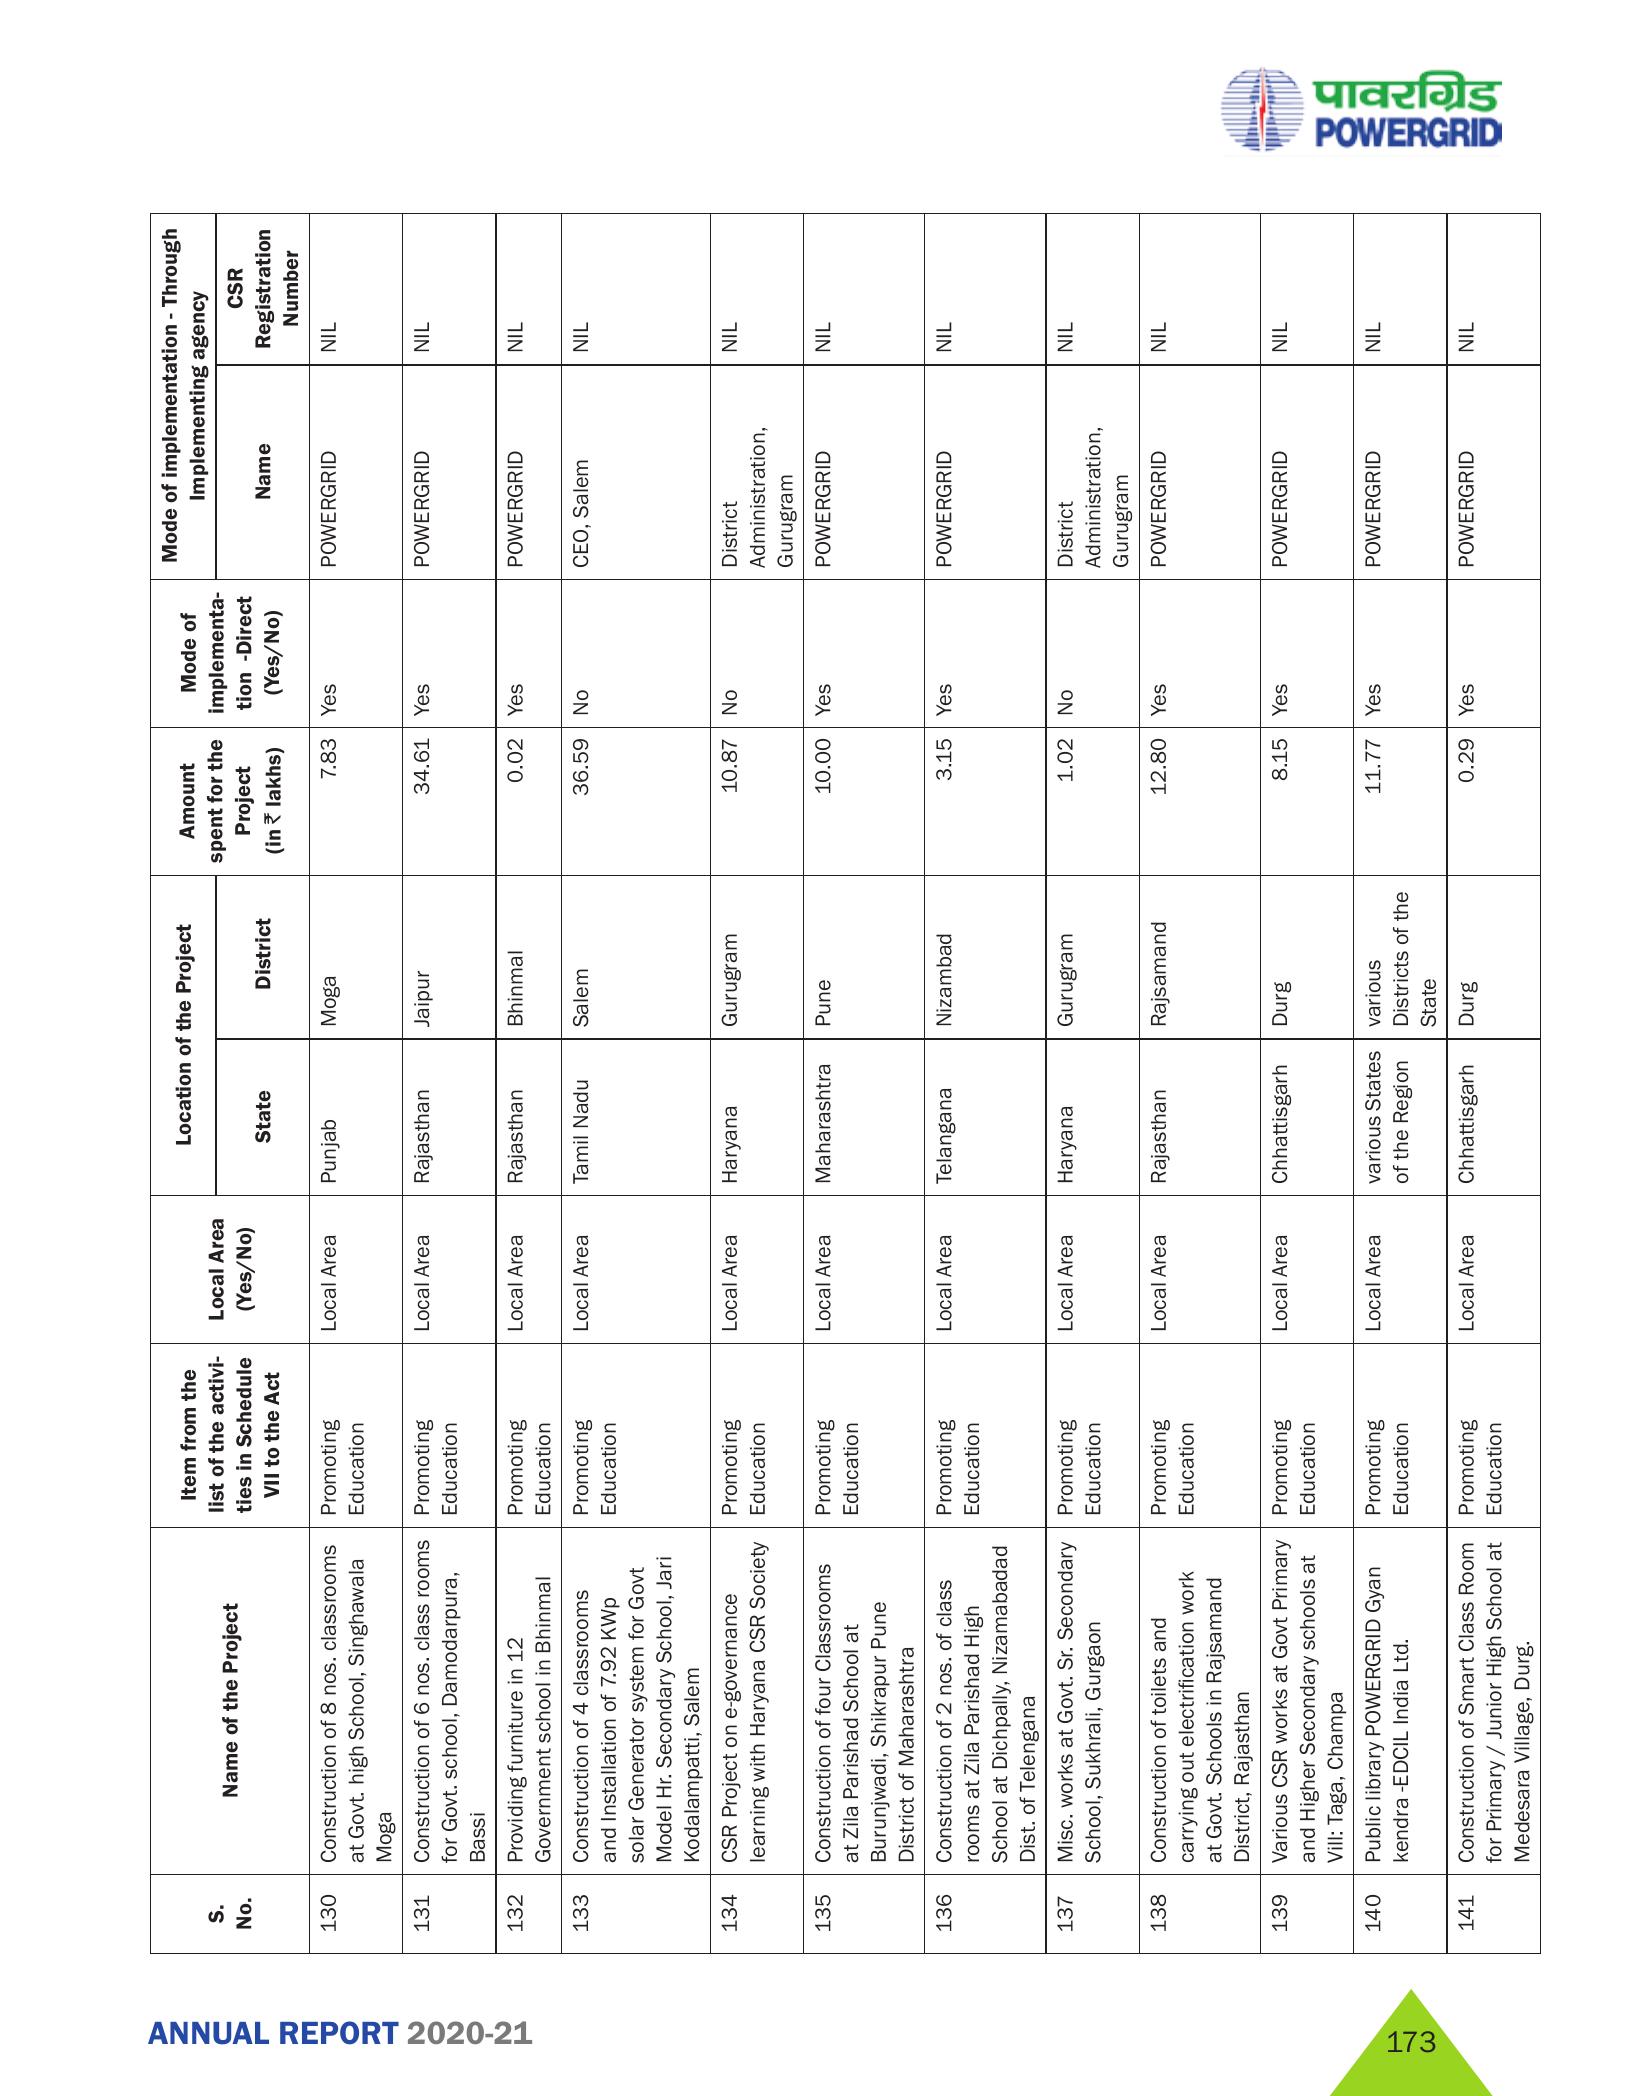 पावरग्रिड
POWERGRID
S.
No.
Name of the Project
Item from the
list of the activi-
ties in Schedule
VII to the Act
Local Area
(Yes/No)
Location of the Project
State
District
Amount
spent for the
Project
(in ₹ lakhs)
Mode of
implementa-
tion -Direct
(Yes/No)
Mode of implementation - Through
Implementing agency
Name
CSR
Registration
Number
130
Construction of 8 nos. classrooms
at Govt. high School, Singhawala
Moga
Promoting
Education
Local Area
Punjab
Moga
7.83
Yes
POWERGRID
NIL
131
Construction of 6 nos. class rooms
for Govt. school, Damodarpura,
Bassi
Promoting
Education
Local Area
Rajasthan
Jaipur
34.61
Yes
POWERGRID
NIL
132
Providing furniture in 12
Government school in Bhinmal
Promoting
Education
Local Area
Rajasthan
Bhinmal
0.02
Yes
POWERGRID
NIL
133
Construction of 4 classrooms
and Installation of 7.92 KWp
solar Generator system for Govt
Model Hr. Secondary School, Jari
Kodalampatti, Salem
Promoting
Education
Local Area
Tamil Nadu
Salem
36.59
No
CEO, Salem
NIL
134
CSR Project on e-governance
learning with Haryana CSR Society
Promoting
Education
Local Area
Haryana
Gurugram
10.87
No
District
Administration,
Gurugram
NIL
135
Construction of four Classrooms
at Zila Parishad School at
Burunjwadi, Shikrapur Pune
District of Maharashtra
Promoting
Education
Local Area
Maharashtra
Pune
10.00
Yes
POWERGRID
NIL
136
Construction of 2 nos. of class
rooms at Zila Parishad High
School at Dichpally, Nizamabadad
Dist. of Telengana
Promoting
Education
Local Area
Telangana
Nizambad
3.15
Yes
POWERGRID
NIL
137
Misc. works at Govt. Sr. Secondary
School, Sukhrali, Gurgaon
Promoting
Education
Local Area
Haryana
Gurugram
1.02
No
District
Administration,
Gurugram
NIL
138
Construction of toilets and
carrying out electrification work
at Govt. Schools in Rajsamand
District, Rajasthan
Promoting
Education
Local Area
Rajasthan
Rajsamand
12.80
Yes
POWERGRID
NIL
139
Various CSR works at Govt Primary
and Higher Secondary schools at
Vill: Taga, Champa
Promoting
Education
Local Area
Chhattisgarh
Durg
8.15
Yes
POWERGRID
NIL
140
Public library POWERGRID Gyan
kendra -EDCIL India Ltd.
Promoting
Education
Local Area
various States
of the Region
various
Districts of the
State
11.77
Yes
POWERGRID
NIL
141
Construction of Smart Class Room
for Primary / Junior High School at
Medesara Village, Durg.
Promoting
Education
Local Area
Chhattisgarh
Durg
0.29
Yes
POWERGRID
NIL
ANNUAL REPORT 2020-21
173